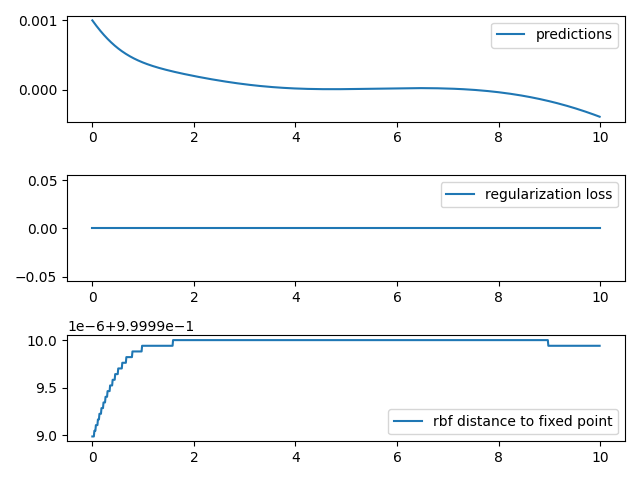 0.001
predictions
0.000
0 2 4 6 8 10
0.05
regularization loss
0.00
−0.05
0 2 4 6 8 10
1e-6+9.9999e-1
10.0
9.5
rbf distance to fixed point
9.0
0 2 4 6 8 10